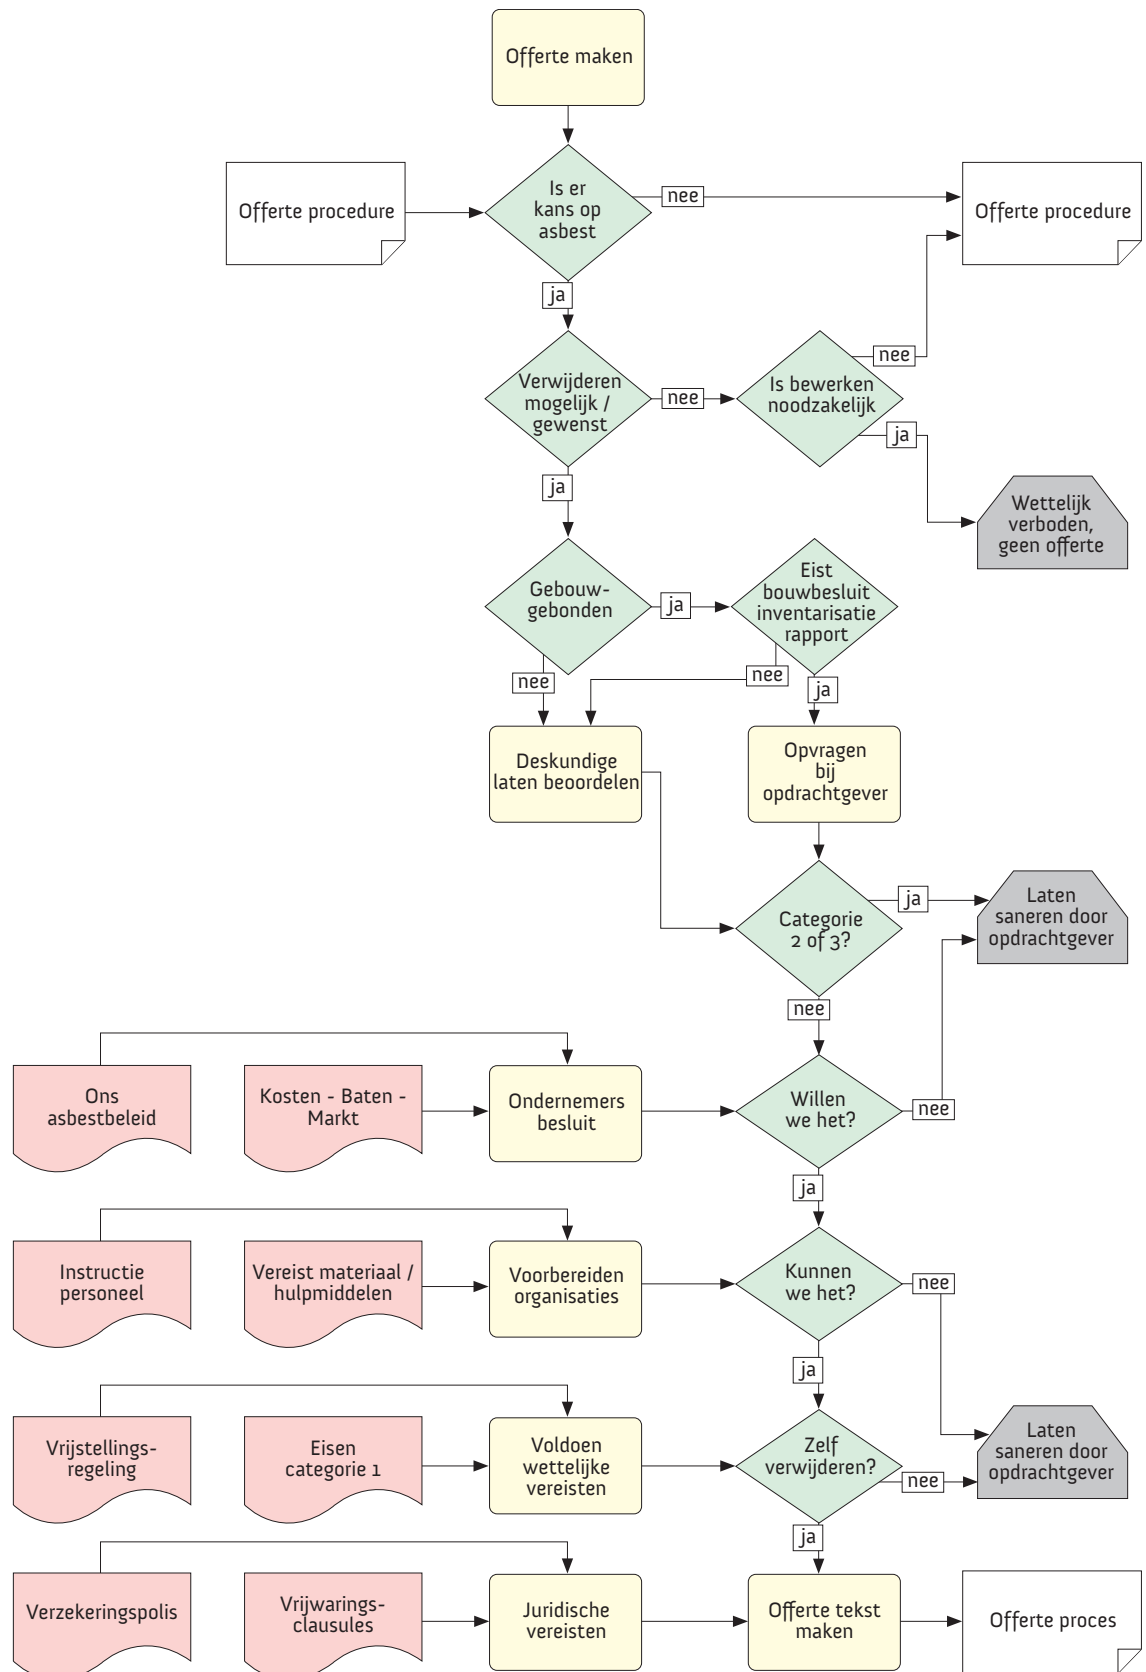 Offerte maken
Offerte procedure
Is er
kans op
asbest
nee
Offerte procedure
ja
Verwijderen
mogelijk /
gewenst
nee
Is bewerken
noodzakelijk
nee
ja
ja
Wettelijk
verboden,
geen offerte
Gebouw-
gebonden
ja
Eist
bouwbesluit
inventarisatie
rapport
nee
nee
ja
Deskundige
laten beoordelen
Opvragen
bij
opdrachtgever
Categorie
2 of 3?
ja
Laten
saneren door
opdrachtgever
nee
Ons
asbestbeleid
Kosten - Baten -
Markt
Ondernemers
besluit
Willen
we het?
nee
ja
Instructie
personeel
Vereist materiaal /
hulpmiddelen
Voorbereiden
organisaties
Kunnen
we het?
nee
ja
Vrijstellings-
regeling
Eisen
categorie 1
Voldoen
wettelijke
vereisten
Zelf
verwijderen?
nee
Laten
saneren door
opdrachtgever
ja
Verzekeringspolis
Vrijwarings-
clausules
Juridische
vereisten
Offerte tekst
maken
Offerte proces